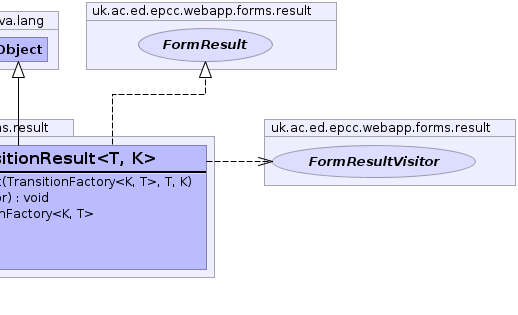 uk.ac.ed.epcc.webapp.forms.result
va.lang
Object
FormResult
ms.result
uk.ac.ed.epcc.webapp.forms.result
sitionResult<T, K>
FormResultVisitor
t(TransitionFactory<K, T>, T, K)
or) : void
nFactory<K, T>